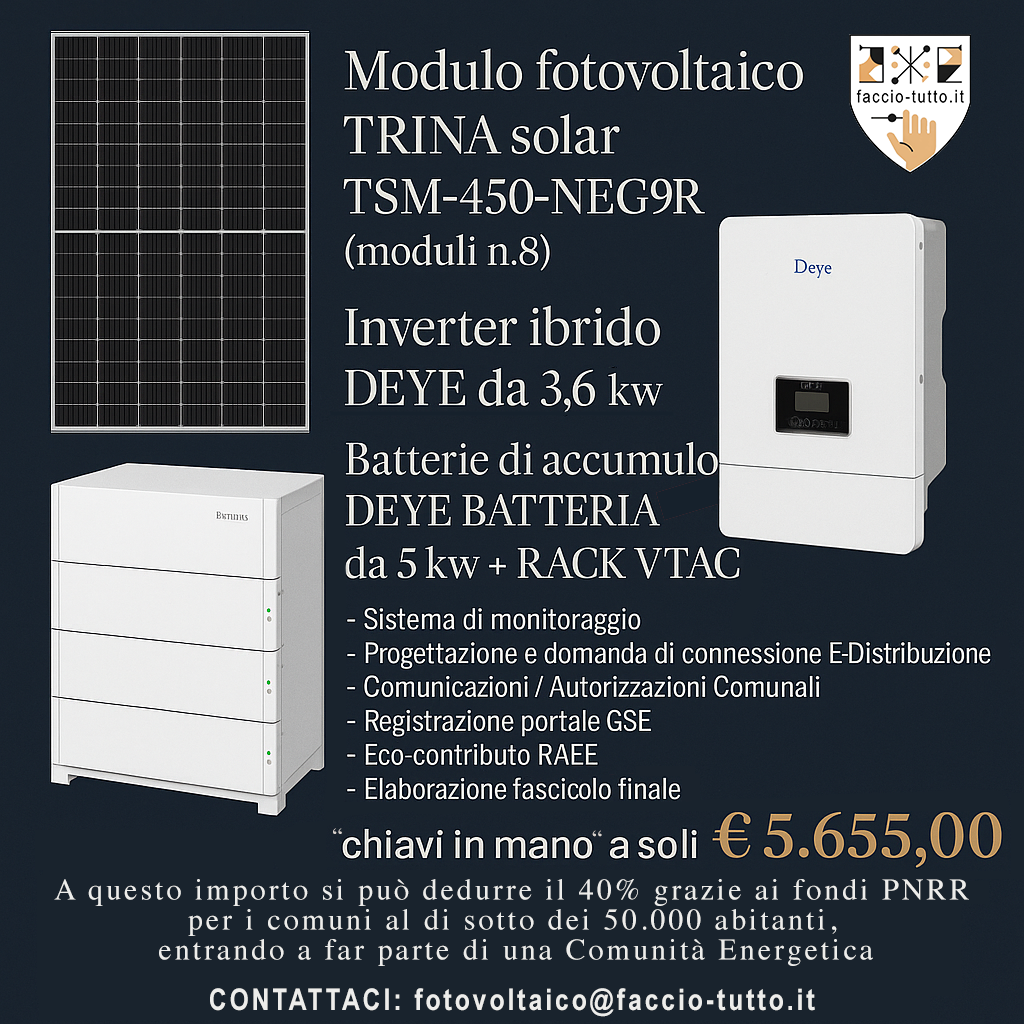 Modulo fotovoltaico
TRINA solar
TSM-450-NEG9R
(moduli n.8)
faccio-tutto.it
Deye
Inverter ibrido
DEYE da 3,6 kw
Batterie di accumulo
DEYE BATTERIA
da 5 kw + RACK VTAC
- Sistema di monitoraggio
- Progettazione e domanda di connessione E-Distribuzione
- Comunicazioni / Autorizzazioni Comunali
- Registrazione portale GSE
- Eco-contributo RAEE
- Elaborazione fascicolo finale
“chiavi in mano“ a soli € 5.655,00
A questo importo si può dedurre il 40% grazie ai fondi PNRR
per i comuni al di sotto dei 50.000 abitanti,
entrando a far parte di una Comunità Energetica
CONTATTACI: fotovoltaico@faccio-tutto.it